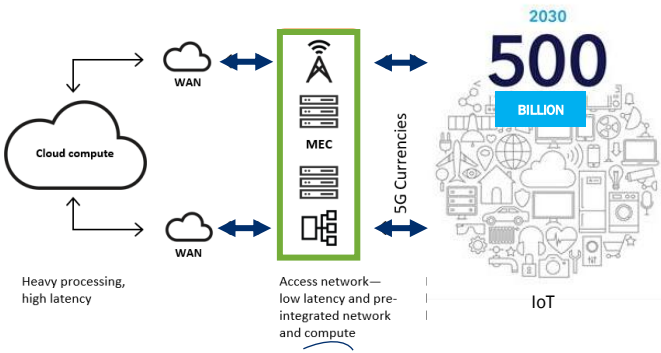 2030
500
BILLION
WAN
Cloud compute
MEC
5G Currencies
WAN
Heavy processing,
high latency
Access network—
low latency and pre-
integrated network
and compute
IoT